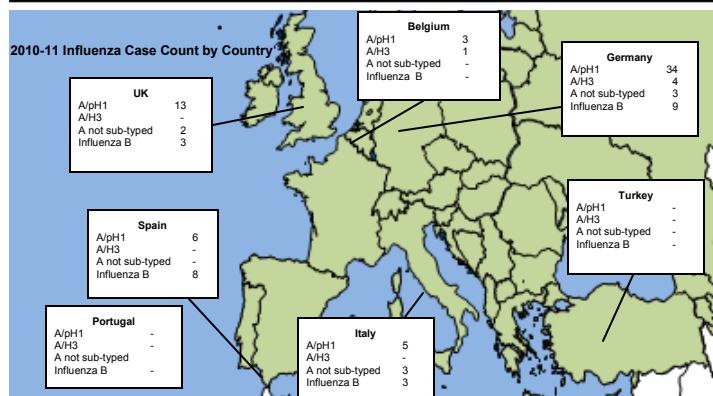 2010-11 Influenza Case Count by Country
Belgium
A/pH1 3
A/H3 1
A not sub-typed -
Influenza B -
Germany
A/pH1 34
A/H3 4
A not sub-typed 3
Influenza B 9
UK
A/pH1 13
A/H3 -
A not sub-typed 2
Influenza B 3
Turkey
A/pH1 -
A/H3 -
A not sub-typed -
Influenza B -
Spain
A/pH1 6
A/H3 -
A not sub-typed -
Influenza B 8
Portugal
A/pH1 -
A/H3 -
A not sub-typed
Influenza B -
Italy
A/pH1 5
A/H3 -
A not sub-typed 3
Influenza B 3